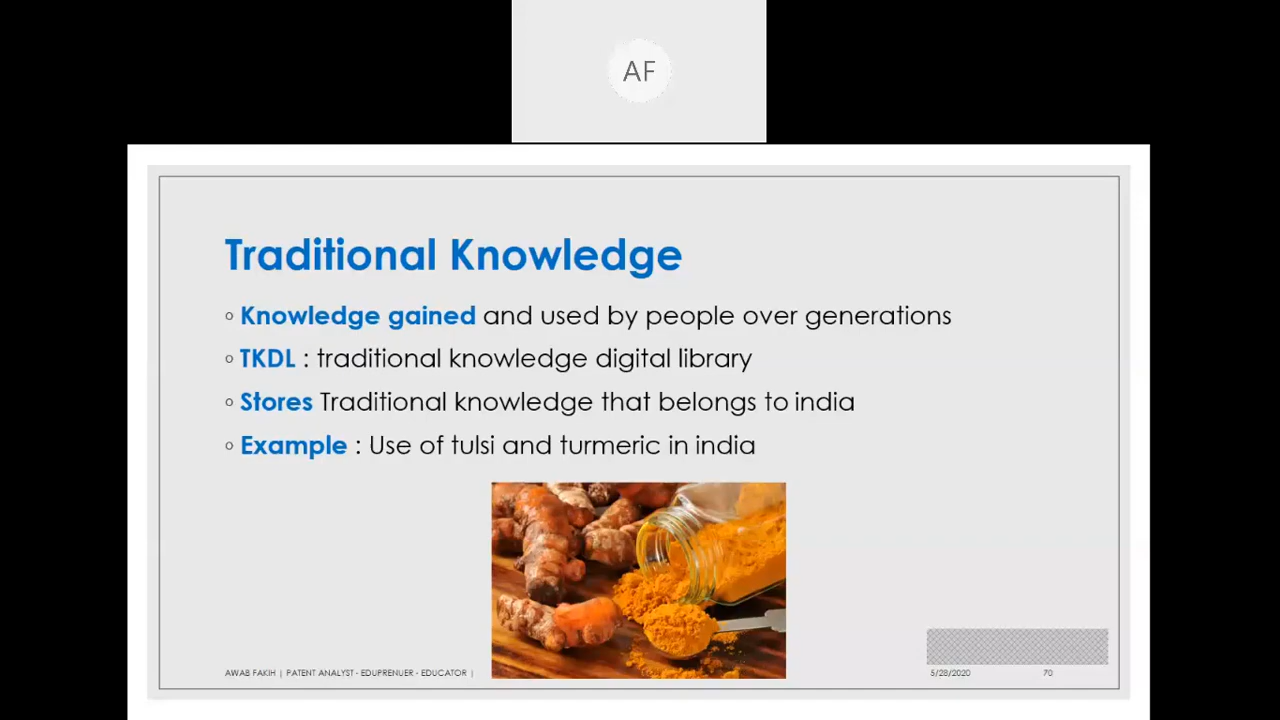 AF
Traditional Knowledge
Knowledge gained and used by people over generations
TKDL : traditional knowledge digital library
Stores Traditional knowledge that belongs to india
Example : Use of tulsi and turmeric in india
AWAB FAKIH | PATENT ANALYST - EDUPRENUER - EDUCATOR |
5/28/2020
70